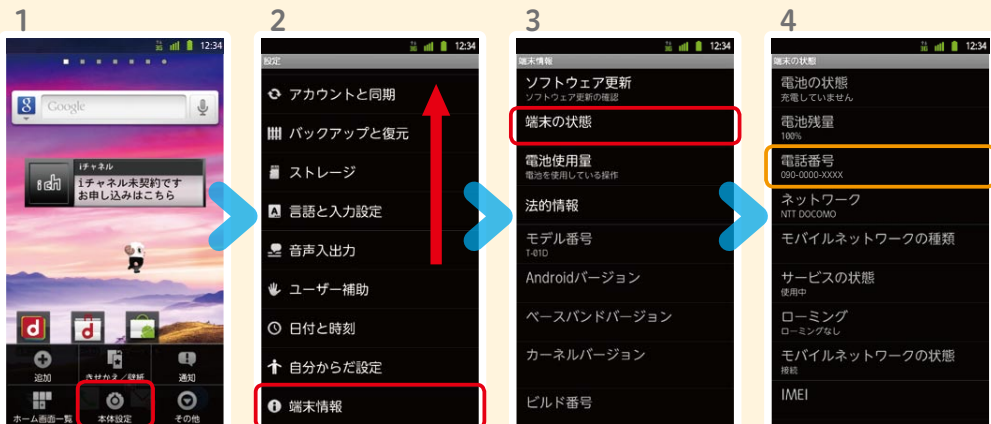 1
12:34
Google
iチャネル
iチャネル未契約です
お申し込みはこちら
追加
きせかえ/壁紙
通知
ホーム画面一覧
本体設定
その他
2
12:34
設定
アカウントと同期
バックアップと復元
ストレージ
言語と入力設定
音声入出力
ユーザー補助
日付と時刻
自分からだ設定
端末情報
3
12:34
端末情報
ソフトウェア更新
ソフトウェア更新の確認
端末の状態
電池使用量
電池を使用している操作
法的情報
モデル番号
T-01D
Androidバージョン
ベースバンドバージョン
カーネルバージョン
ビルド番号
4
12:34
端末の状態
電池の状態
充電していません
電池残量
100%
電話番号
090-0000-XXXX
ネットワーク
NTT DOCOMO
モバイルネットワークの種類
サービスの状態
使用中
ローミング
ローミングなし
モバイルネットワークの状態
接続
IMEI